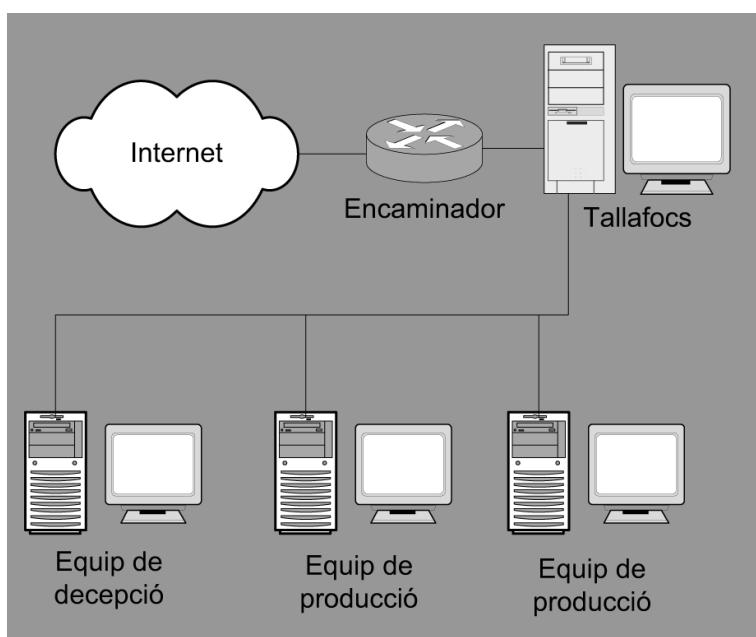 Internet
Encaminador
Tallafocs
Equip de
decepció
Equip de
producció
Equip de
producció